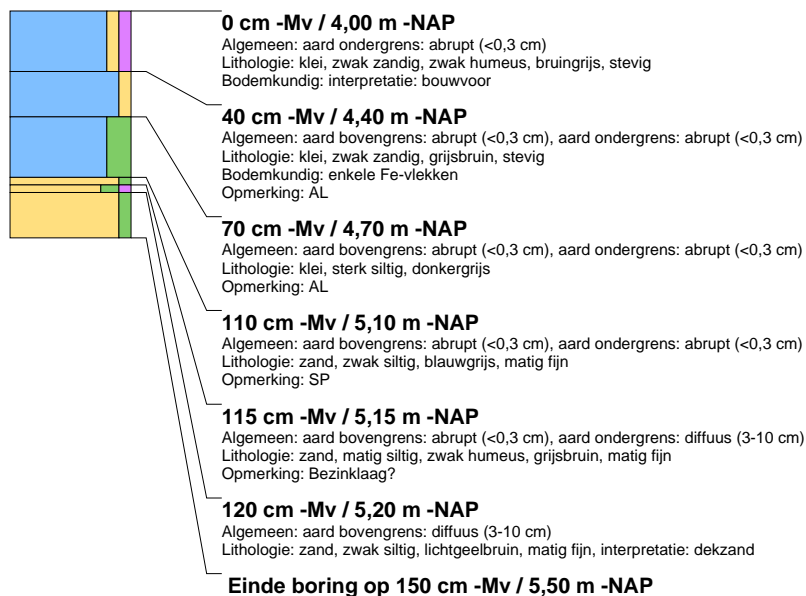 0 cm -Mv / 4,00 m -NAP
Algemeen: aard ondergrens: abrupt (<0,3 cm)
Lithologie: klei, zwak zandig, zwak humeus, bruingrijs, stevig
Bodemkundig: interpretatie: bouwvoor
40 cm -Mv / 4,40 m -NAP
Algemeen: aard bovengrens: abrupt (<0,3 cm), aard ondergrens: abrupt (<0,3 cm)
Lithologie: klei, zwak zandig, grijsbruin, stevig
Bodemkundig: enkele Fe-vlekken
Opmerking: AL
70 cm -Mv / 4,70 m -NAP
Algemeen: aard bovengrens: abrupt (<0,3 cm), aard ondergrens: abrupt (<0,3 cm)
Lithologie: klei, sterk siltig, donkergrijs
Opmerking: AL
110 cm -Mv / 5,10 m -NAP
Algemeen: aard bovengrens: abrupt (<0,3 cm), aard ondergrens: abrupt (<0,3 cm)
Lithologie: zand, zwak siltig, blauwgrijs, matig fijn
Opmerking: SP
115 cm -Mv / 5,15 m -NAP
Algemeen: aard bovengrens: abrupt (<0,3 cm), aard ondergrens: diffuus (3-10 cm)
Lithologie: zand, matig siltig, zwak humeus, grijsbruin, matig fijn
Opmerking: Bezinklaag?
120 cm -Mv / 5,20 m -NAP
Algemeen: aard bovengrens: diffuus (3-10 cm)
Lithologie: zand, zwak siltig, lichtgeelbruin, matig fijn, interpretatie: dekzand
Einde boring op 150 cm -Mv / 5,50 m -NAP